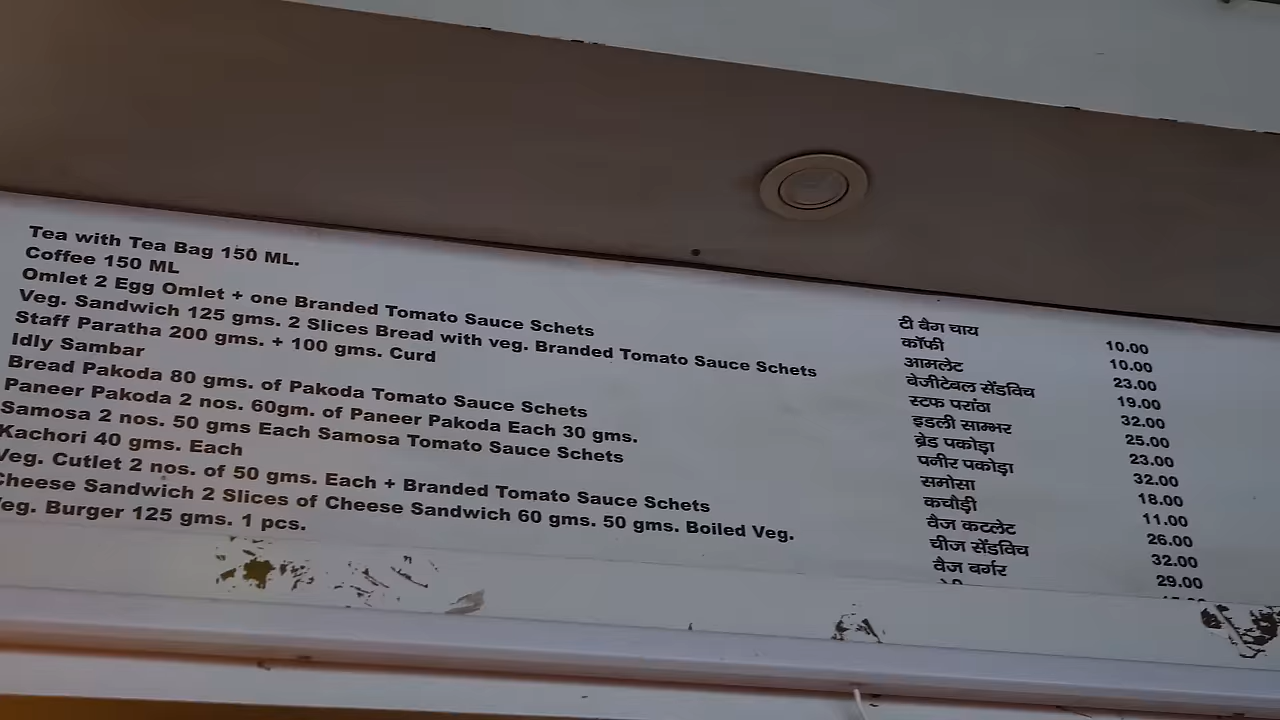 Tea with Tea Bag 150 ML.
Coffee 150 ML
Omlet 2 Egg Omlet + one Branded Tomato Sauce Schets
Veg. Sandwich 125 gms. 2 Slices Bread with veg. Branded Tomato Sauce Schets
Staff Paratha 200 gms. + 100 gms. Curd
Idly Sambar
Bread Pakoda 80 gms. of Pakoda Tomato Sauce Schets
Paneer Pakoda 2 nos. 60gm. of Paneer Pakoda Each 30 gms.
Samosa 2 nos. 50 gms Each Samosa Tomato Sauce Schets
Kachori 40 gms. Each
Veg. Cutlet 2 nos. of 50 gms. Each + Branded Tomato Sauce Schets
Cheese Sandwich 2 Slices of Cheese Sandwich 60 gms. 50 gms. Boiled Veg.
eg. Burger 125 gms. 1 pcs.
टी बैग चाय 10.00
कॉफी 10.00
आमलेट 23.00
वेजीटेबल सेंडविच 19.00
स्टफ परांठा 32.00
इडली साम्भर 25.00
ब्रेड पकोड़ा 23.00
पनीर पकोड़ा 32.00
समोसा 18.00
कचौड़ी 11.00
वैज कटलेट 26.00
चीज सेंडविच 32.00
वैज बर्गर 29.00